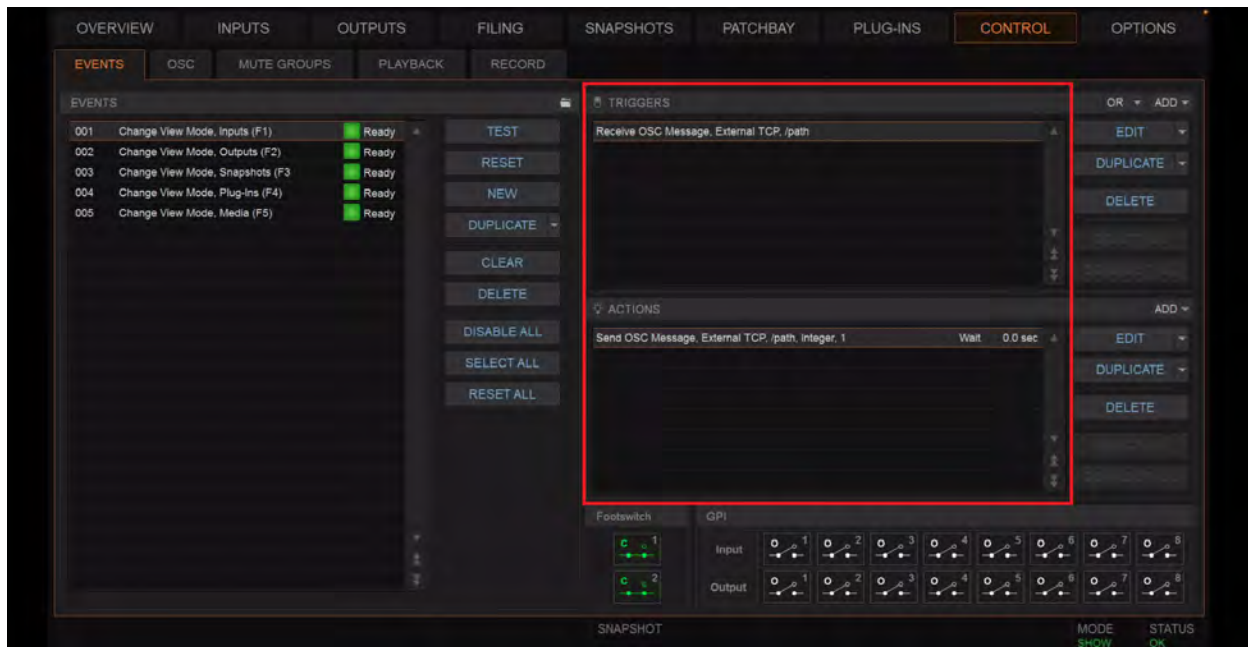 OVERVIEW INPUTS OUTPUTS FILING SNAPSHOTS PATCHBAY PLUG-INS CONTROL OPTIONS
EVENTS OSC MUTE GROUPS PLAYBACK RECORD
EVENTS
001 Change View Mode, Inputs (F1) Ready
002 Change View Mode, Outputs (F2) Ready
003 Change View Mode, Snapshots (F3 Ready
004 Change View Mode, Plug-Ins (F4) Ready
005 Change View Mode, Media (F5) Ready
TEST
RESET
NEW
DUPLICATE
CLEAR
DELETE
DISABLE ALL
SELECT ALL
RESET ALL
TRIGGERS OR ADD
Receive OSC Message, External TCP, /path
EDIT
DUPLICATE
DELETE
ACTIONS ADD
Send OSC Message, External TCP, /path, Integer, 1 Wait 0.0 sec
EDIT
DUPLICATE
DELETE
Footswitch GPI
C 1 Input O 1 O 2 O 3 O 4 O 5 O 6 O 7 O 8
C 2 Output O 1 O 2 O 3 O 4 O 5 O 6 O 7 O 8
SNAPSHOT MODE STATUS
SHOW OK